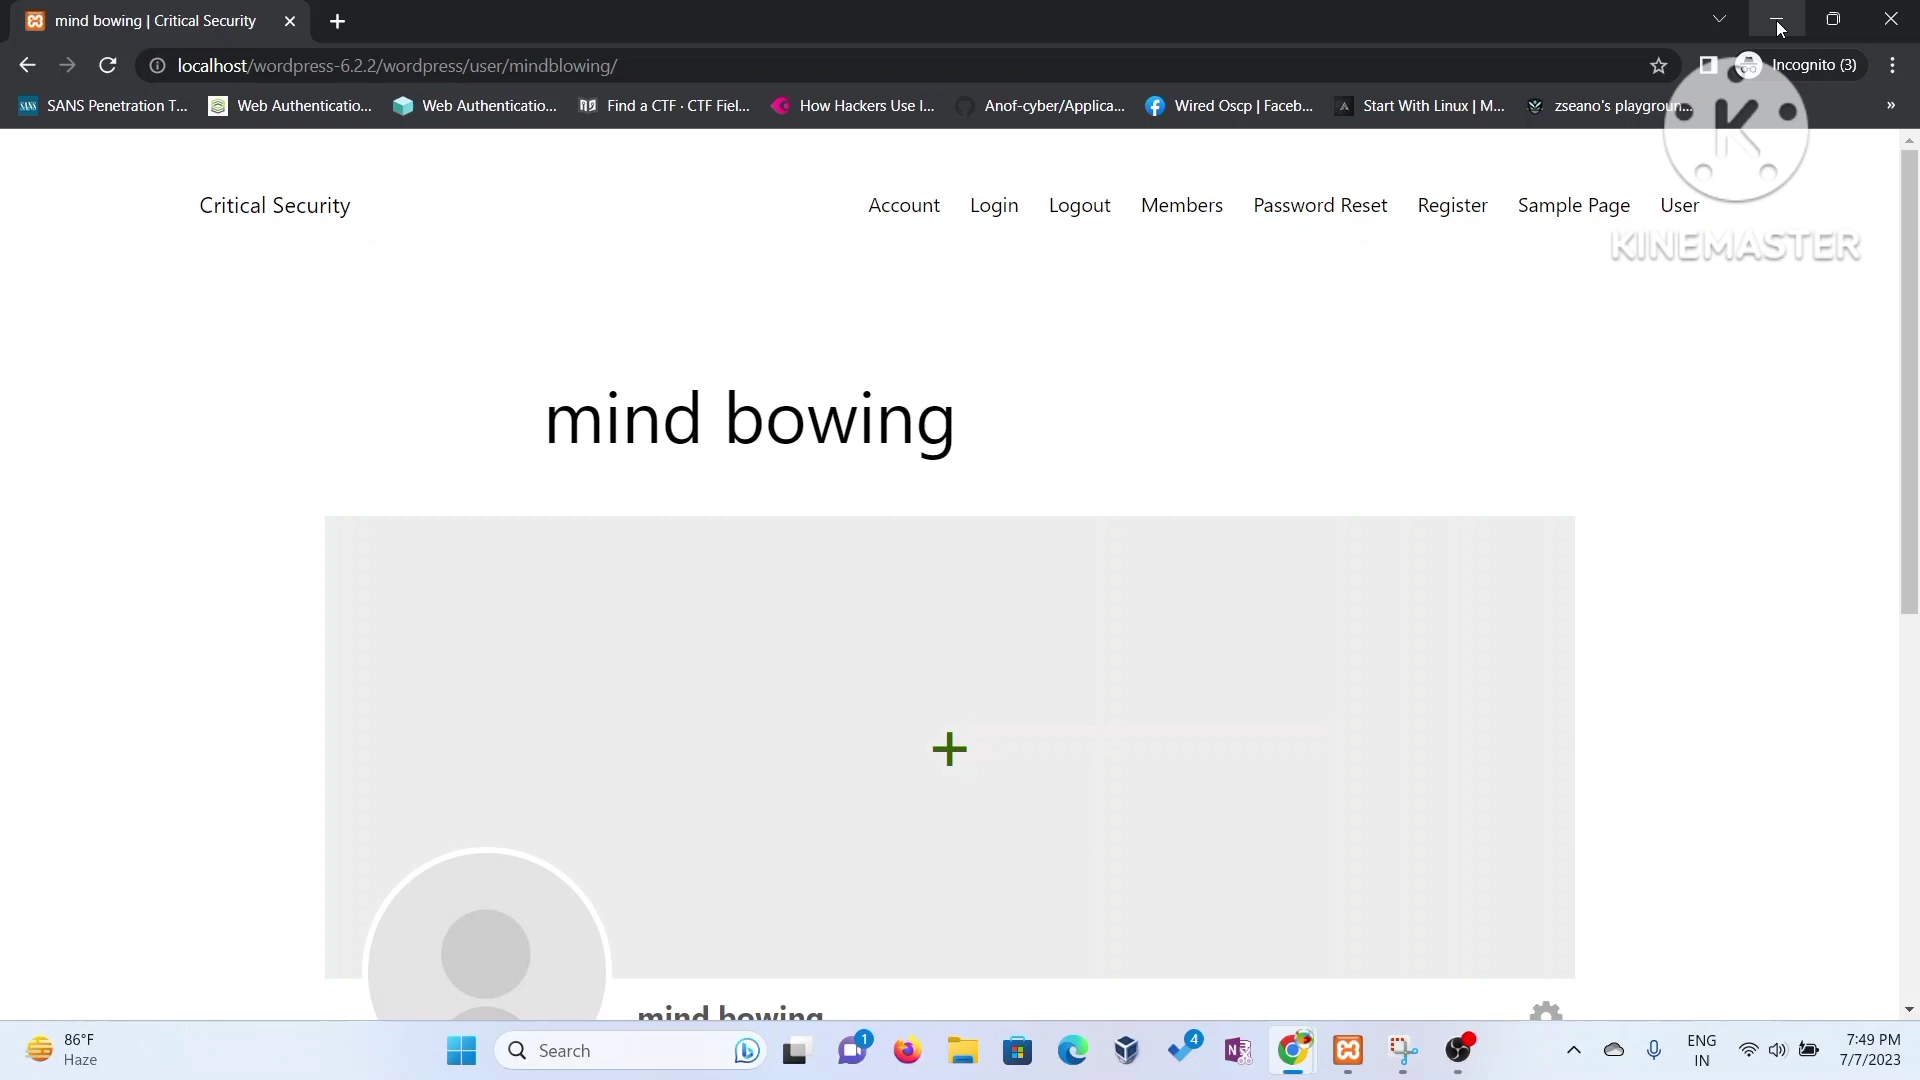 mind bowing | Critical Security
localhost/wordpress-6.2.2/wordpress/user/mindblowing/
Incognito (3)
SANS Penetration T... Web Authenticatio... Web Authenticatio... Find a CTF · CTF Fiel... How Hackers Use I... Anof-cyber/Applica... Wired Oscp | Faceb... Start With Linux | M... zseano's playgroun... »
K
KINEMASTER
Critical Security Account Login Logout Members Password Reset Register Sample Page User
mind bowing
+
mind bowing
86°F
Haze
Search
1
4
ENG
IN
7:49 PM
7/7/2023